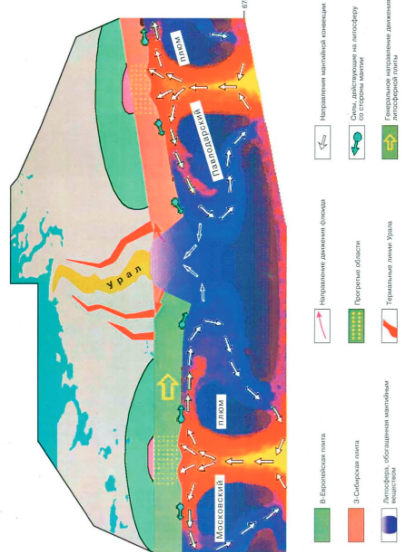 Московский
плюм
Урал
Павлодарский
плюм
67
В-Европейская плита
З-Сибирская плита
Литосфера, обогащенная мантийным
веществом
Направление движения флюида
Прогретые области
Термальные линии Урала
Направления мантийной конвекции
Силы, действующие на литосферу
со стороны мантии
Генеральное направление движения
литосферной плиты